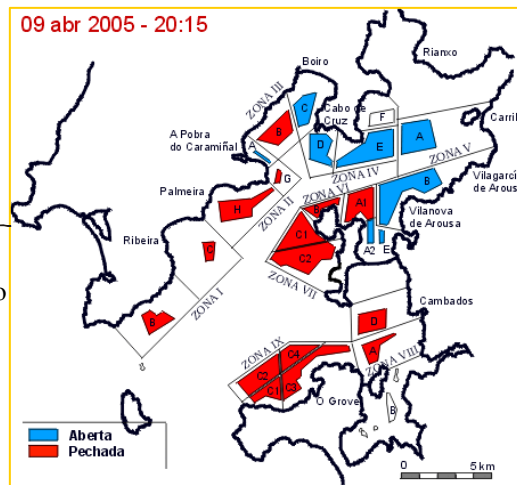 09 abr 2005 - 20:15
Rianxo
Boiro
ZONA III
C
Cabo de
Cruz
F
Carril
B
A Pobra
do Caramiñal
A
D
E
A
ZONA V
G
ZONA IV
Vilagarcía
de Arous
Palmeira
H
ZONA II
ZONA VI
B
A1
B
Vilanova
de Arousa
Ribeira
G
C1
C2
A2
E
ZONA VII
ZONA I
B
Cambados
D
ZONA IX
C4
A
ZONA VIII
C2
C1
C3
O Grove
B
Aberta
Pechada
0
5 km
o